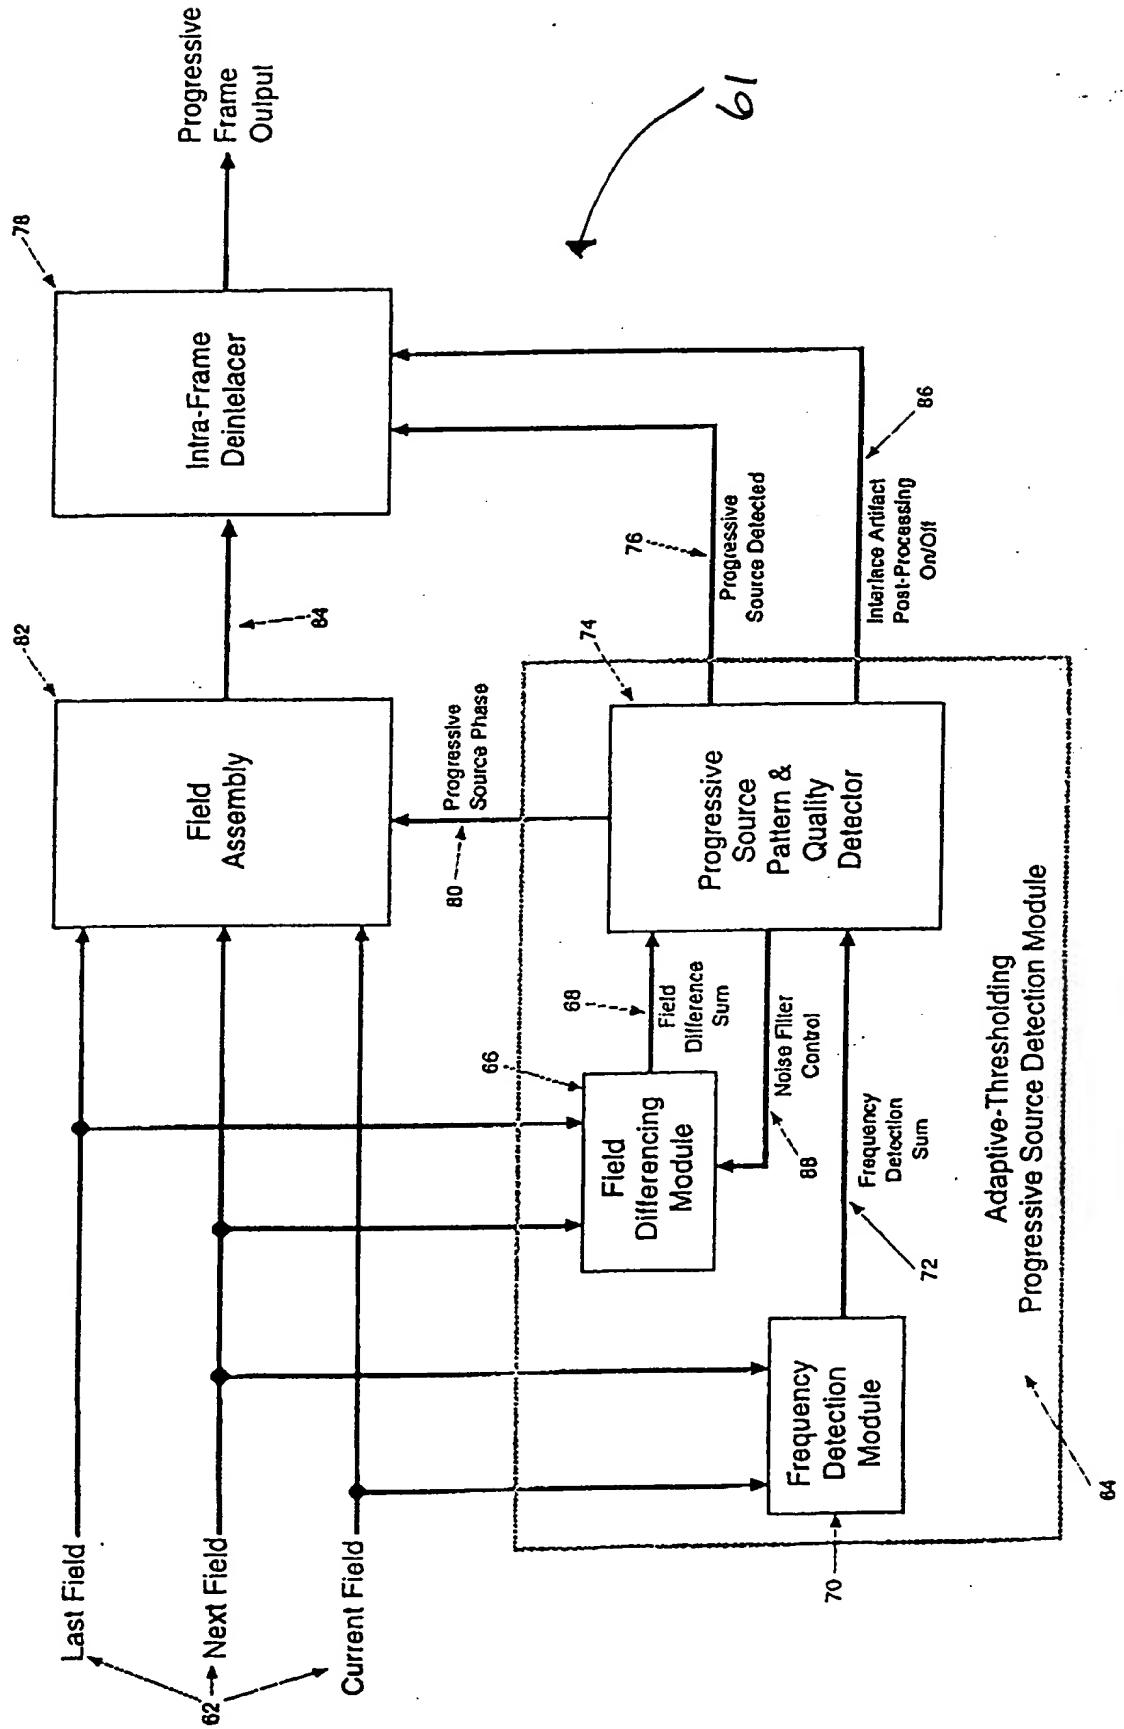 62
Last Field
Next Field
Current Field
82
Field
Assembly
84
78
Intra-Frame
Deintelacer
Progressive
Frame
Output
80
Progressive
Source Phase
76
Progressive
Source Detected
61
66
Field
Differencing
Module
68
Field
Difference
Sum
74
Progressive
Source
Pattern &
Quality
Detector
88
Noise Filter
Control
Interlace Artifact
Post-Processing
On/Off
86
70
Frequency
Detection
Module
72
Frequency
Detection
Sum
Adaptive-Thresholding
Progressive Source Detection Module
64